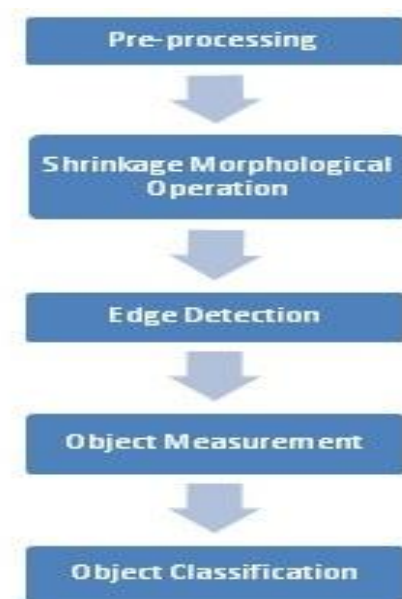 Pre-processing
Shrinkage Morphological
Operation
Edge Detection
Object Measurement
Object Classification